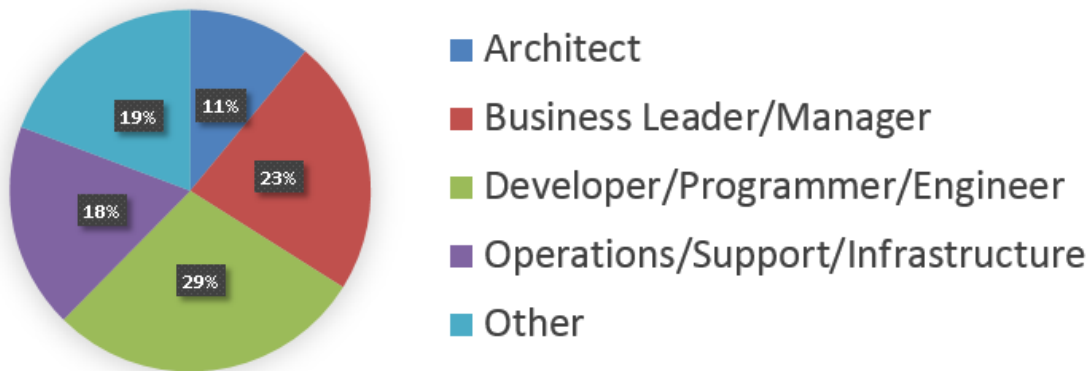 11%
23%
29%
18%
19%
Architect
Business Leader/Manager
Developer/Programmer/Engineer
Operations/Support/Infrastructure
Other